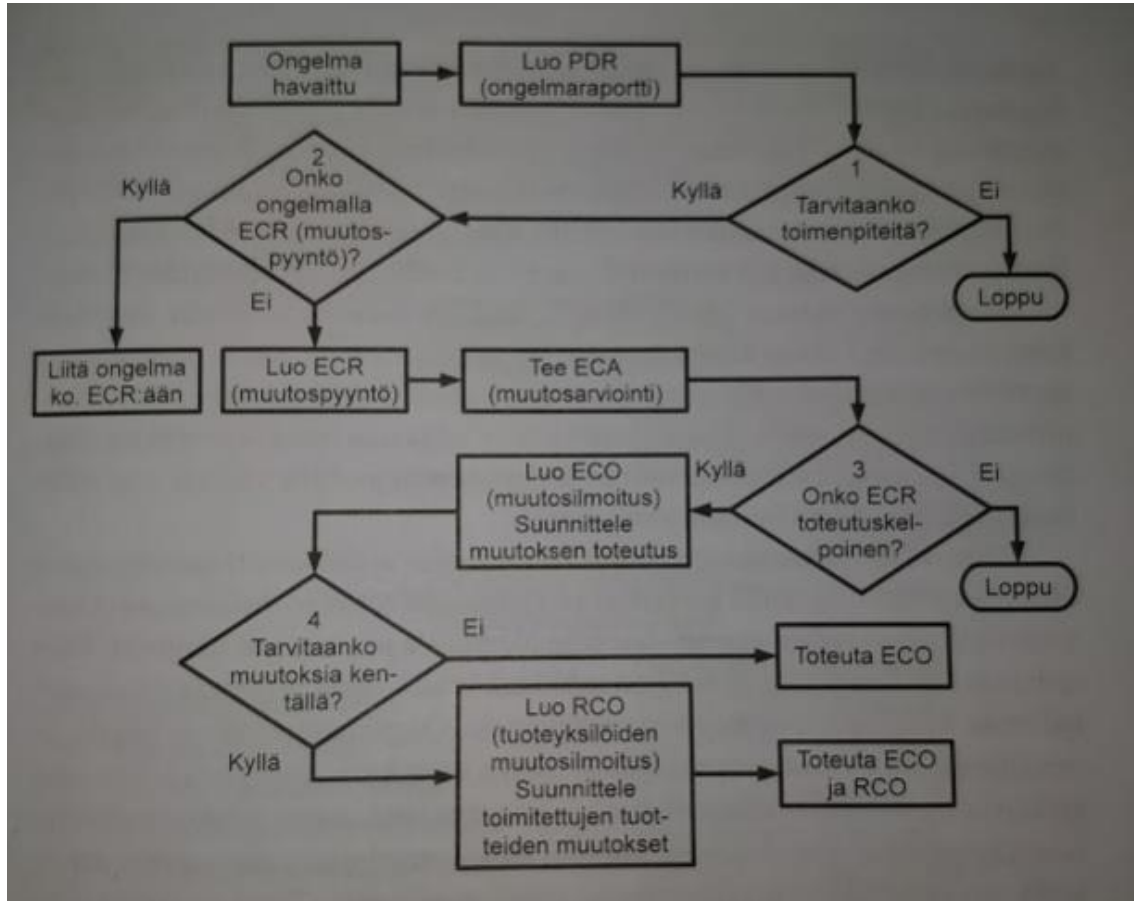 Ongelma
havaittu
Luo PDR
(ongelmaraportti)
1
Tarvitaanko
toimenpiteitä?
Kyllä
Ei
Loppu
2
Onko
ongelmalla
ECR (muutos-
pyyntö)?
Kyllä
Ei
Liitä ongelma
ko. ECR:ään
Luo ECR
(muutospyyntö)
Tee ECA
(muutosarviointi)
3
Onko ECR
toteutuskel-
poinen?
Kyllä
Ei
Loppu
Luo ECO
(muutosilmoitus)
Suunnittele
muutoksen toteutus
4
Tarvitaanko
muutoksia ken-
tällä?
Ei
Toteuta ECO
Kyllä
Luo RCO
(tuoteyksilöiden
muutosilmoitus)
Suunnittele
toimitettujen tuot-
teiden muutokset
Toteuta ECO
ja RCO